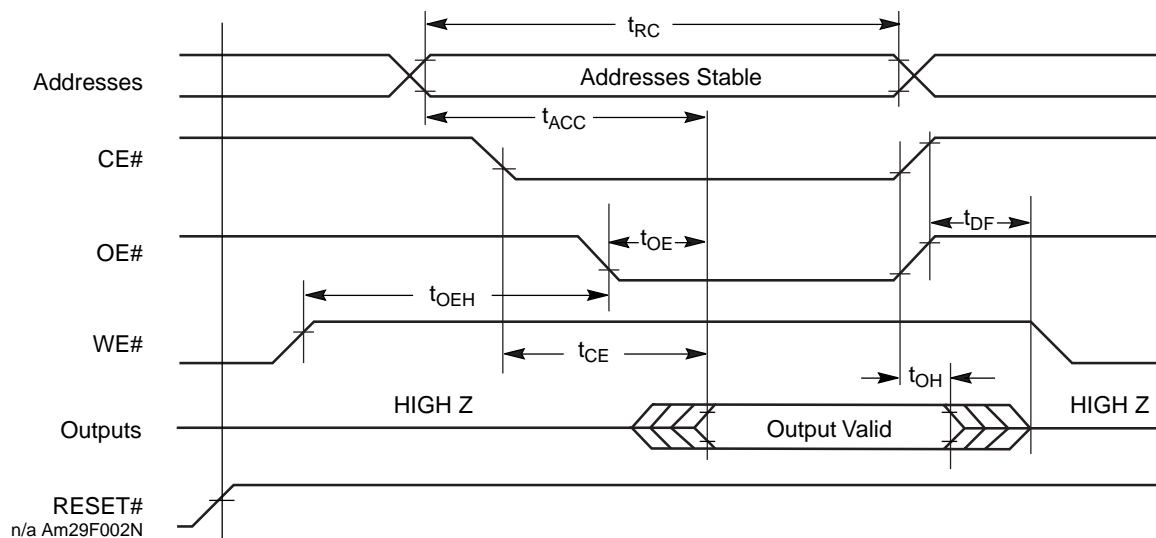 tRC
Addresses
Addresses Stable
tACC
CE#
tDF
tOE
OE#
tOEH
WE#
tCE
tOH
HIGH Z
HIGH Z
Outputs
Output Valid
RESET#
n/a Am29F002N